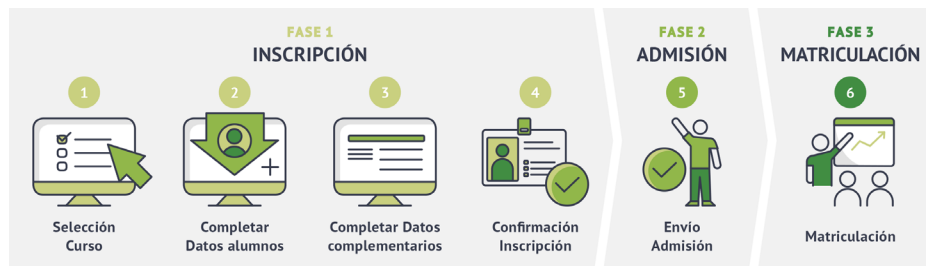 FASE 1
INSCRIPCIÓN
1
2
3
4
Selección
Curso
Completar
Datos alumnos
Completar Datos
complementarios
Confirmación
Inscripción
FASE 2
ADMISIÓN
5
Envío
Admisión
FASE 3
MATRICULACIÓN
6
Matriculación